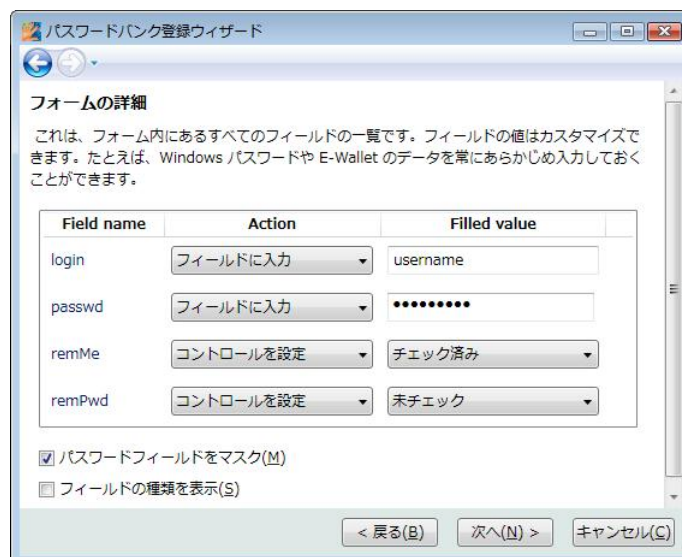 パスワードバンク登録ウィザード
フォームの詳細
これは、フォーム内にあるすべてのフィールドの一覧です。フィールドの値はカスタマイズで
きます。たとえば、Windows パスワードや E-Wallet のデータを常にあらかじめ入力しておく
ことができます。
Field name Action Filled value
login フィールドに入力 username
passwd フィールドに入力 •••••••••
remMe コントロールを設定 チェック済み
remPwd コントロールを設定 未チェック
パスワードフィールドをマスク(M)
フィールドの種類を表示(S)
< 戻る(B) 次へ(N) > キャンセル(C)